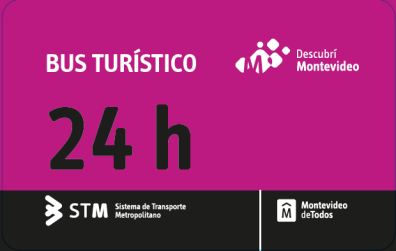 BUS TURÍSTICO
Descubrí
Montevideo
24 h
STM
Sistema de Transporte
Metropolitano
M
Montevideo
deTodos